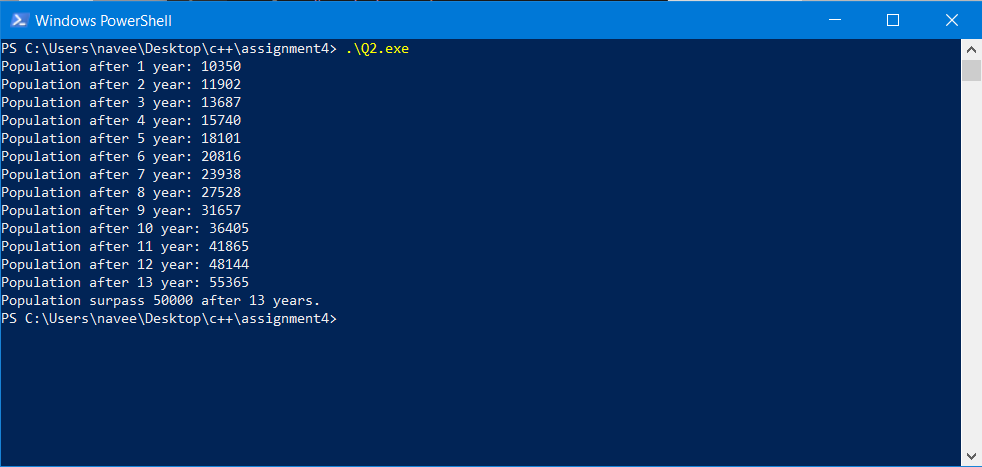 Windows PowerShell
PS C:\Users\navee\Desktop\c++\assignment4> .\Q2.exe
Population after 1 year: 10350
Population after 2 year: 11902
Population after 3 year: 13687
Population after 4 year: 15740
Population after 5 year: 18101
Population after 6 year: 20816
Population after 7 year: 23938
Population after 8 year: 27528
Population after 9 year: 31657
Population after 10 year: 36405
Population after 11 year: 41865
Population after 12 year: 48144
Population after 13 year: 55365
Population surpass 50000 after 13 years.
PS C:\Users\navee\Desktop\c++\assignment4>